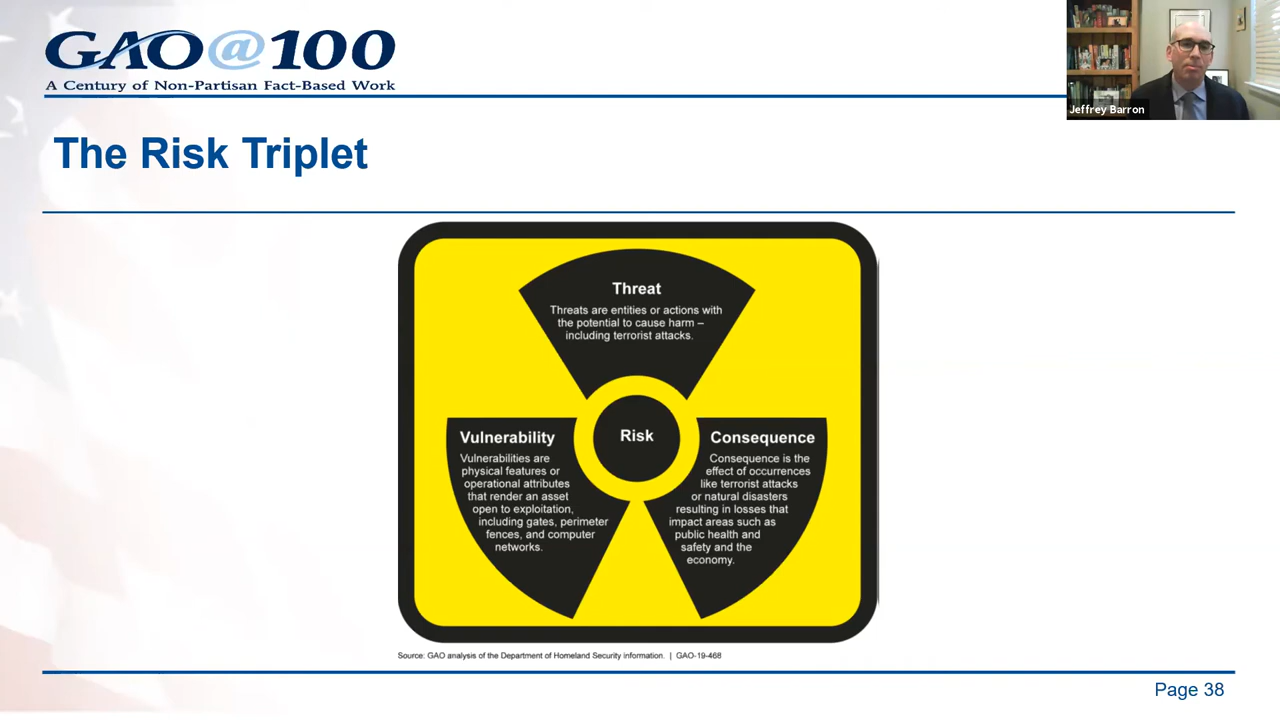 GAO@100
A Century of Non-Partisan Fact-Based Work
Jeffrey Barron
The Risk Triplet
Threat
Threats are entities or actions with
the potential to cause harm –
including terrorist attacks.
Risk
Vulnerability
Vulnerabilities are
physical features or
operational attributes
that render an asset
open to exploitation,
including gates, perimeter
fences, and computer
networks.
Consequence
Consequence is the
effect of occurrences
like terrorist attacks
or natural disasters
resulting in losses that
impact areas such as
public health and
safety and the
economy.
Source: GAO analysis of the Department of Homeland Security information. | GAO-19-468
Page 38